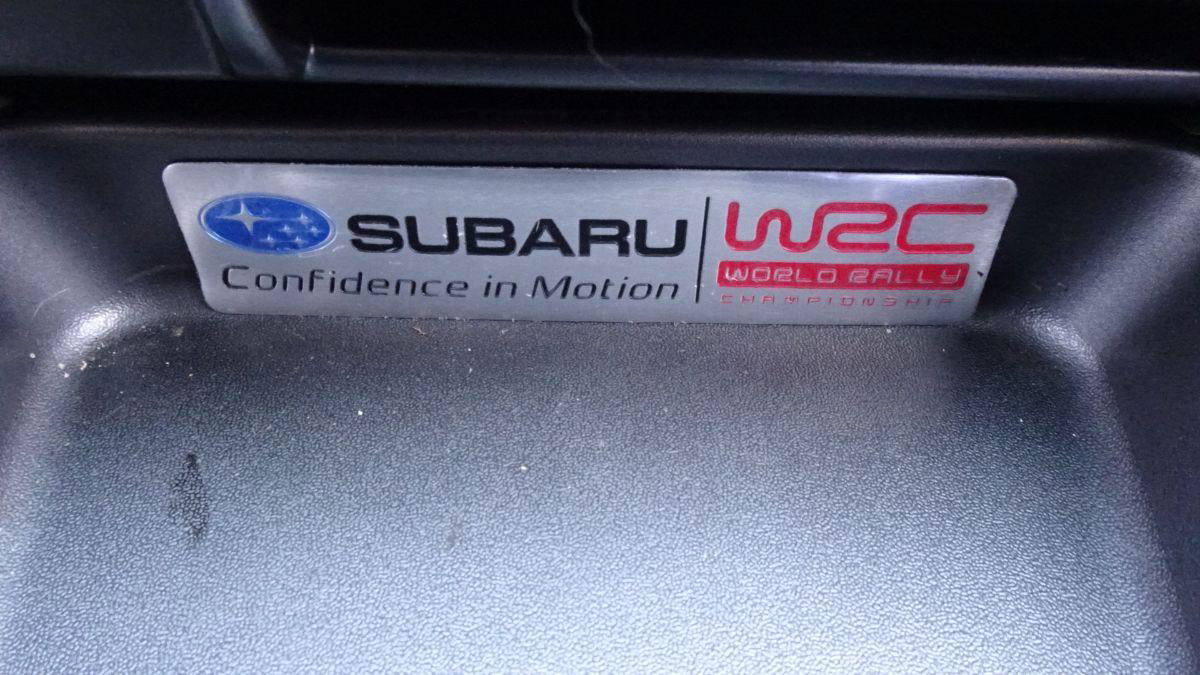 SUBARU
Confidence in Motion
WRC
WORLD RALLY
CHAMPIONSHIP